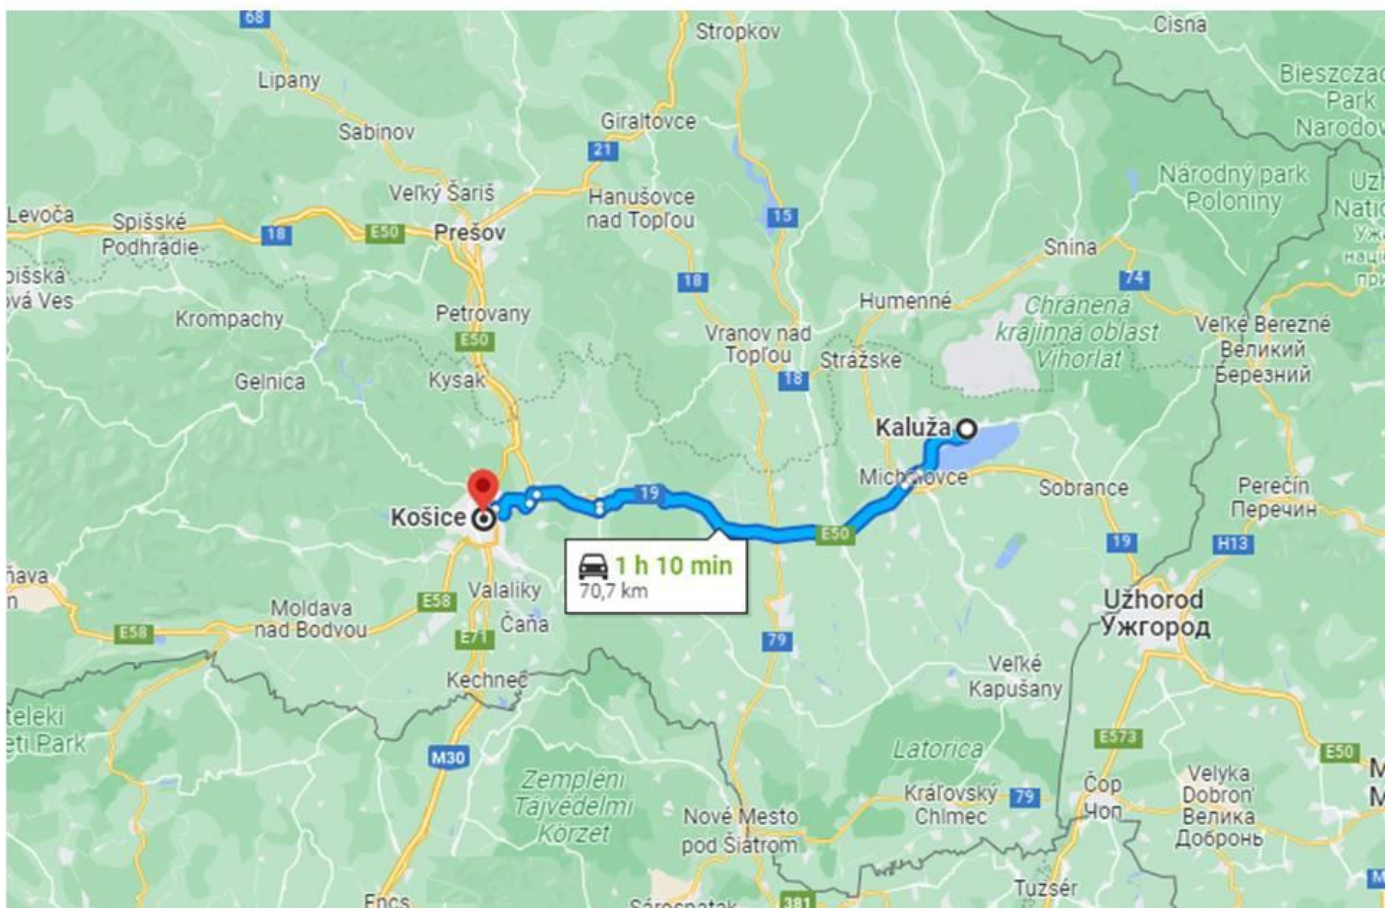 68
Lipany
Stropkov
Cisna
Bieszczad
Park
Narodow
Sabinov
Giraltovce
21
Veľký Šariš
Hanušovce
nad Topľou
15
Národný park
Poloniny
Levoča
Spišské
Podhradie
18
E50
Prešov
Snina
74
18
Petrovany
Humenné
Chránená
krajinná oblast
Vihorlat
Krompachy
E50
Vranov nad
Topľou
Strážske
Veľké Berezné
Великий
Березний
Gelnica
Kysak
18
Kaluža
Michalovce
Sobrance
Perečín
Перечин
Košice
19
E50
19
H13
1 h 10 min
70,7 km
Valaliky
E58
Moldava
nad Bodvou
Čaňa
Užhorod
Ужгород
E58
E71
79
Kechnec
Veľké
Kapušany
M30
Latorica
E573
E50
Zempléni
Tájvédelmi
Körzet
Nové Mesto
pod Šiatrom
Kráľovský
Chlmec
79
Čop
Чоп
Velyka
Dobron'
Велика
Добронь
Tuzsér
Encs
Sárospatak
381